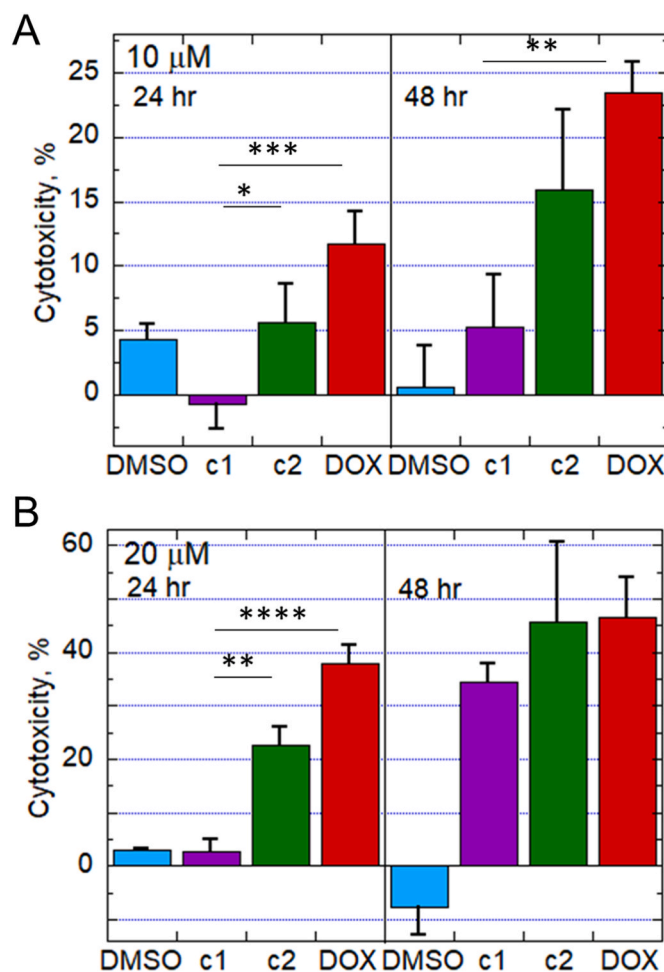 A
10 μM
24 hr
48 hr
**
***
*
25
20
15
10
5
0
Cytotoxicity, %
DMSO c1 c2 DOX DMSO c1 c2 DOX
B
20 μM
24 hr
48 hr
****
**
60
40
20
0
Cytotoxicity, %
DMSO c1 c2 DOX DMSO c1 c2 DOX